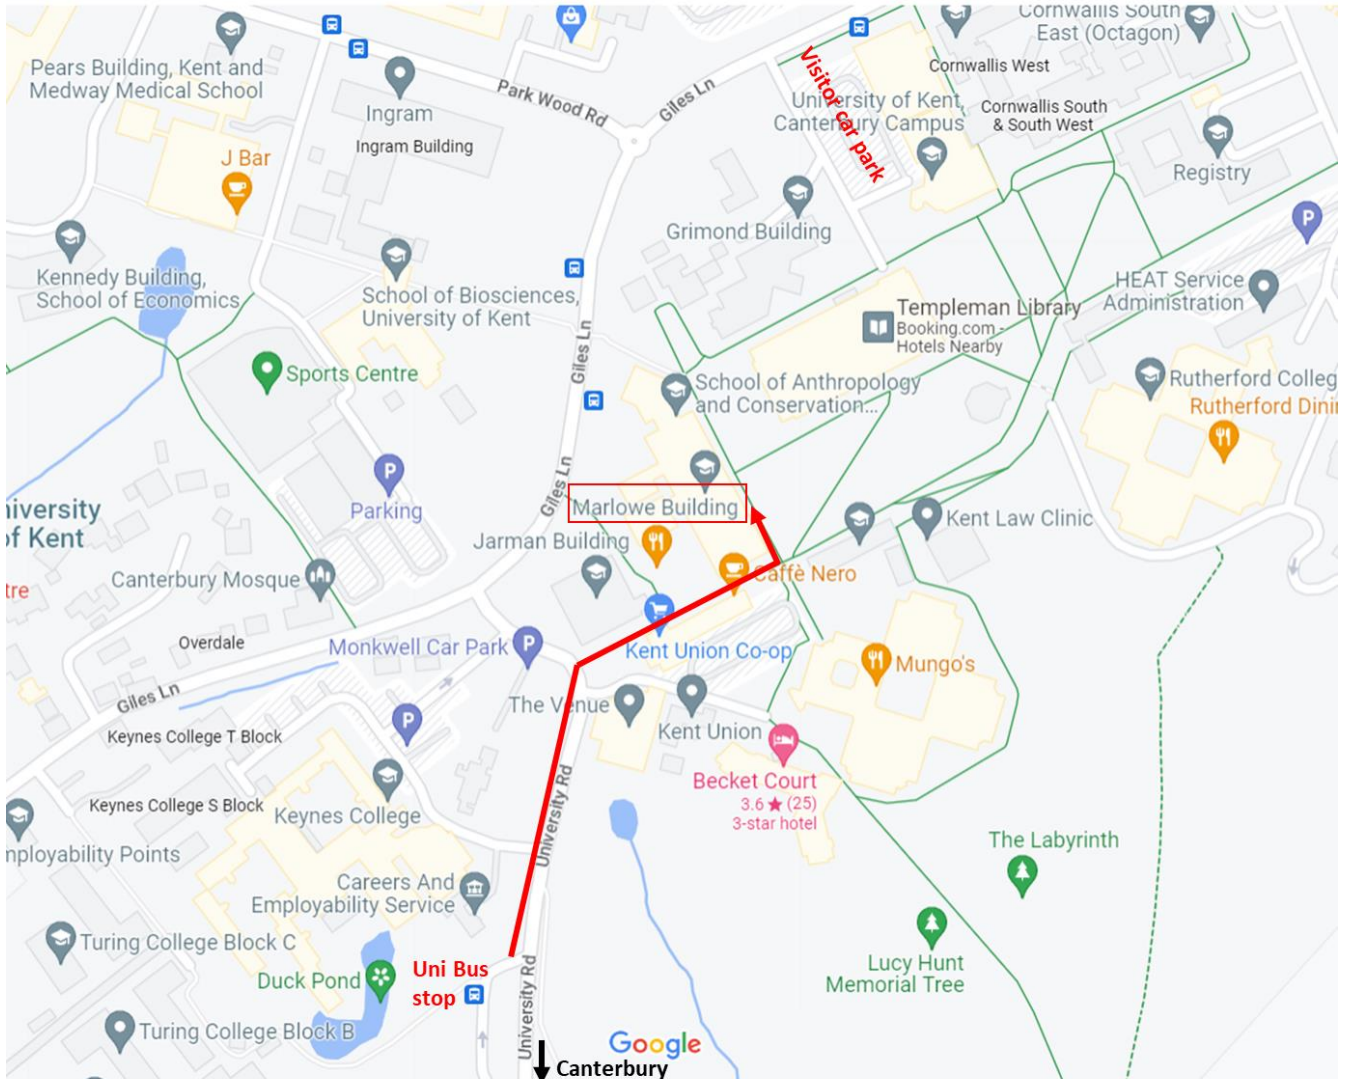 Cornwallis South
East (Octagon)
Pears Building, Kent and
Medway Medical School
Cornwallis West
Park Wood Rd
Giles Ln
Visitor car park
University of Kent,
Canterbury Campus
Cornwallis South
& South West
Ingram
Ingram Building
J Bar
Registry
Grimond Building
Kennedy Building,
School of Economics
School of Biosciences,
University of Kent
HEAT Service
Administration
Templeman Library
Booking.com -
Hotels Nearby
Giles Ln
Sports Centre
School of Anthropology
and Conservation...
Rutherford Colleg
Rutherford Dini
P
P
Giles Ln
Marlowe Building
iversity
of Kent
Parking
Kent Law Clinic
Jarman Building
Canterbury Mosque
Caffè Nero
tre
Overdale
Monkwell Car Park
P
Kent Union Co-op
Mungo's
Giles Ln
The Venue
P
Kent Union
Keynes College T Block
Becket Court
3.6 ★ (25)
3-star hotel
Keynes College S Block
Keynes College
University Rd
mployability Points
The Labyrinth
Careers And
Employability Service
Turing College Block C
Lucy Hunt
Memorial Tree
Duck Pond
Uni Bus
stop
University Rd
Turing College Block B
Google
Canterbury